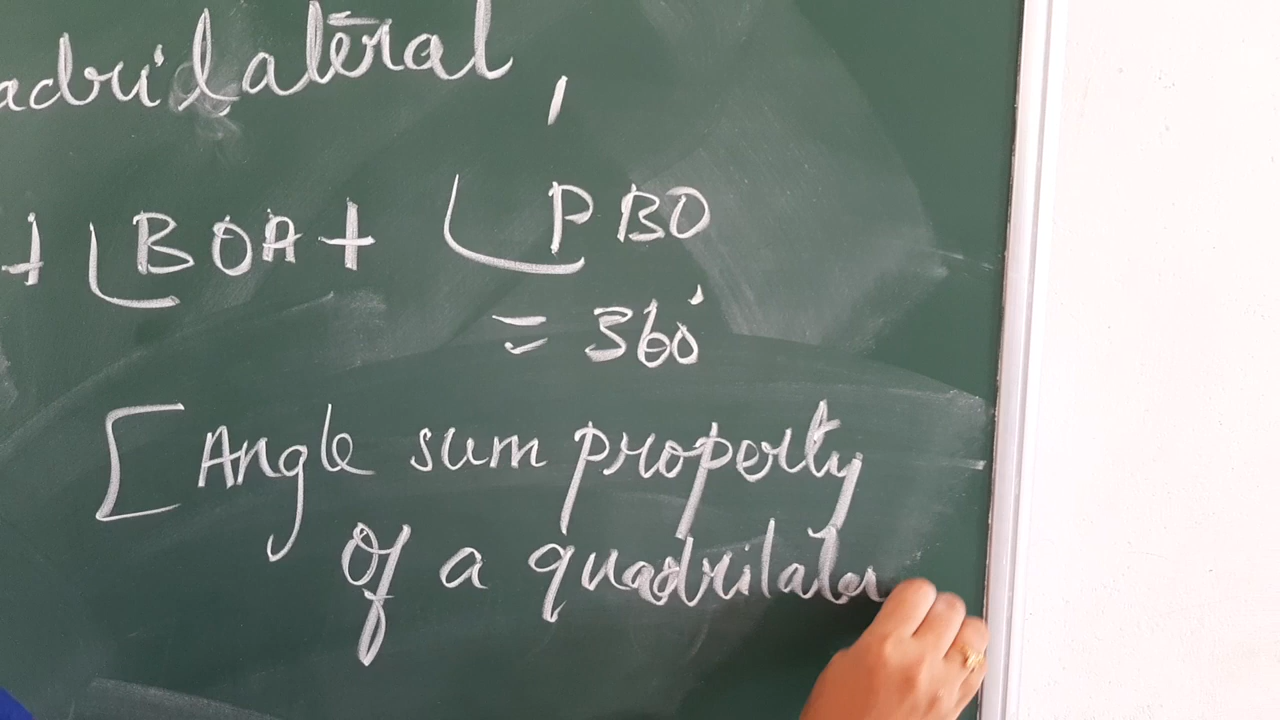 adrilateral,
+ ∠BOA + ∠PBO
= 360°
[Angle sum property
of a quadrilater